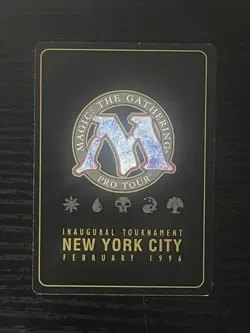 MAGIC: THE GATHERING
M
PRO TOUR
INAUGURAL TOURNAMENT
NEW YORK CITY
FEBRUARY 1996